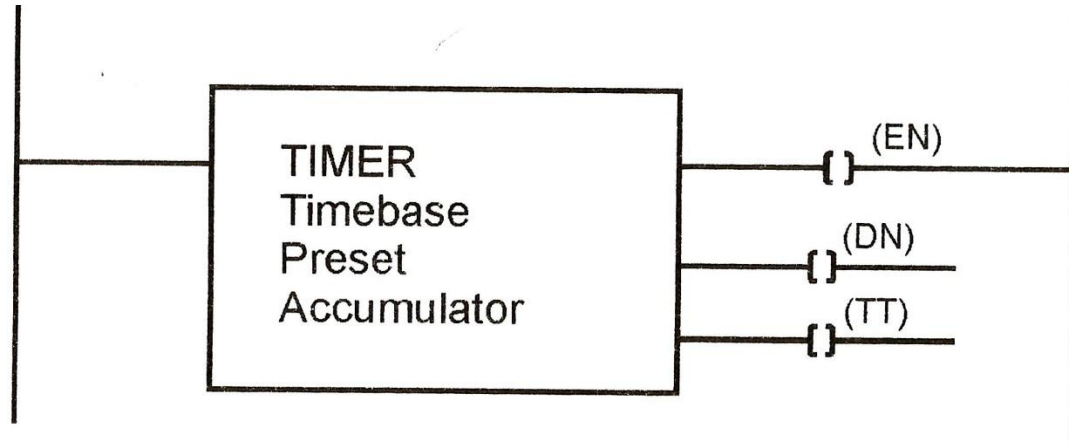 TIMER
Timebase
Preset
Accumulator
(EN)
(DN)
(TT)